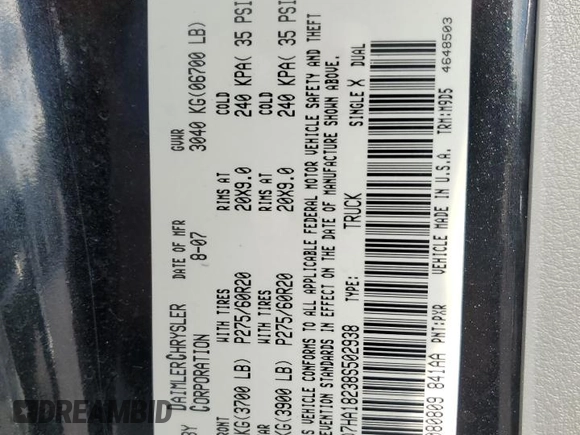 BY DAIMLERCHRYSLER CORPORATION
DATE OF MFR 8-07
GVWR 3040 KG(06700 LB)
FRONT WITH TIRES RIMS AT COLD
KG(3700 LB) P275/60R20 20X9.0 240 KPA( 35 PSI
WITH TIRES RIMS AT COLD
KG(3900 LB) P275/60R20 20X9.0 240 KPA( 35 PSI
VEHICLE CONFORMS TO ALL APPLICABLE FEDERAL MOTOR VEHICLE SAFETY AND THEFT
PREVENTION STANDARDS IN EFFECT ON THE DATE OF MANUFACTURE SHOWN ABOVE.
7HA18238S502938 TYPE: TRUCK SINGLE X DUAL
841AA PNT:PXR VEHICLE MADE IN U.S.A. TRM:M9D5
4648503
EPIC DAMAGE.COM